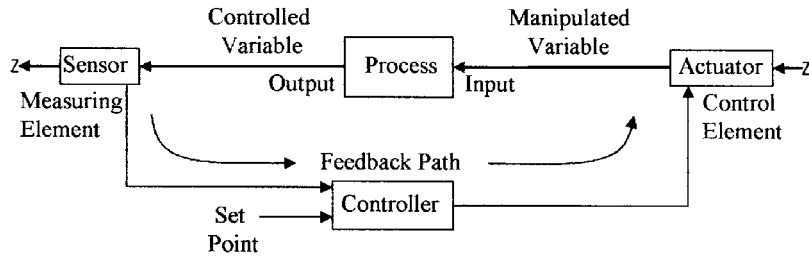 Controlled
Variable
Manipulated
Variable
Z
Sensor
Process
Actuator
Z
Output
Input
Measuring
Element
Control
Element
Feedback Path
Controller
Set
Point